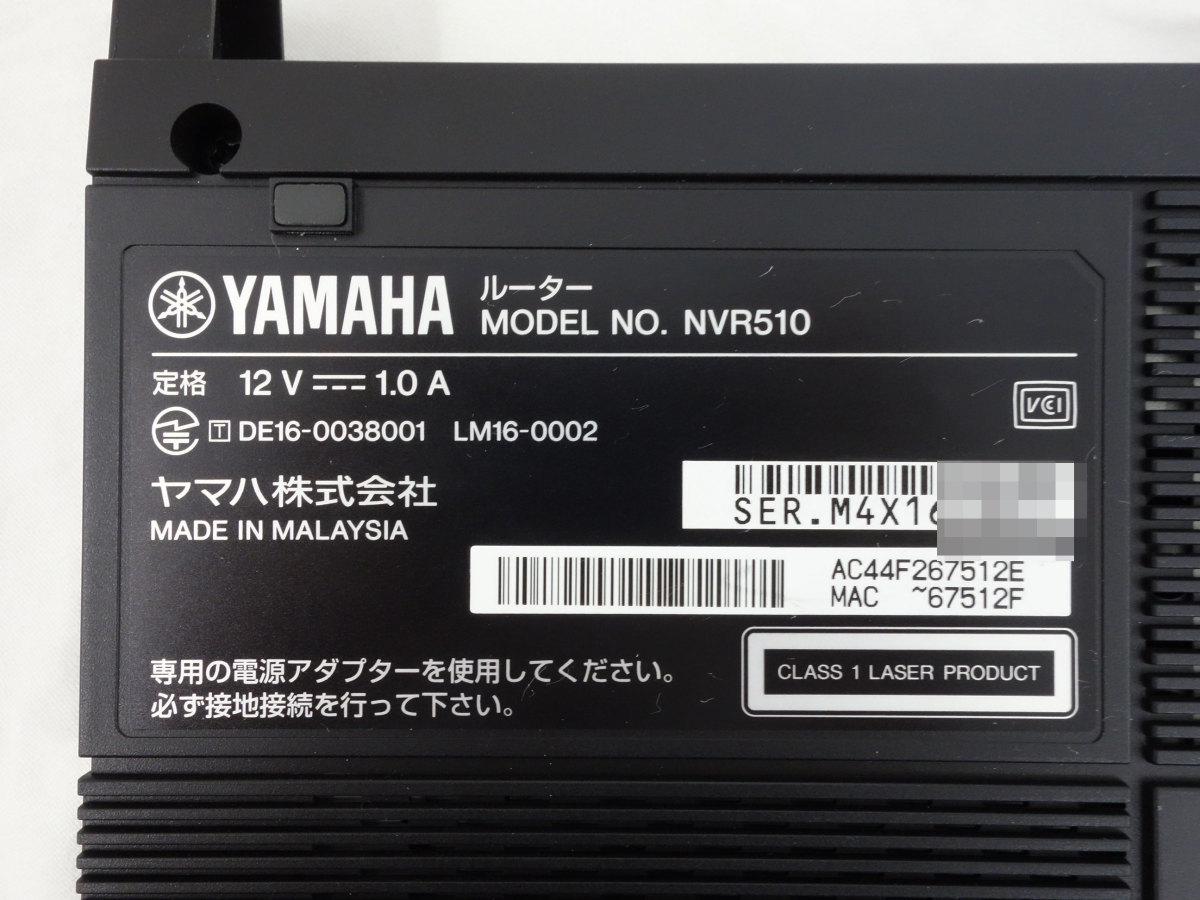 YAMAHA ルーター
MODEL NO. NVR510
定格 12 V 1.0 A
T DE16-0038001 LM16-0002
VCI
ヤマハ株式会社
MADE IN MALAYSIA
SER.M4X16
AC44F267512E
MAC ~67512F
専用の電源アダプターを使用してください。
必ず接地接続を行って下さい。
CLASS 1 LASER PRODUCT